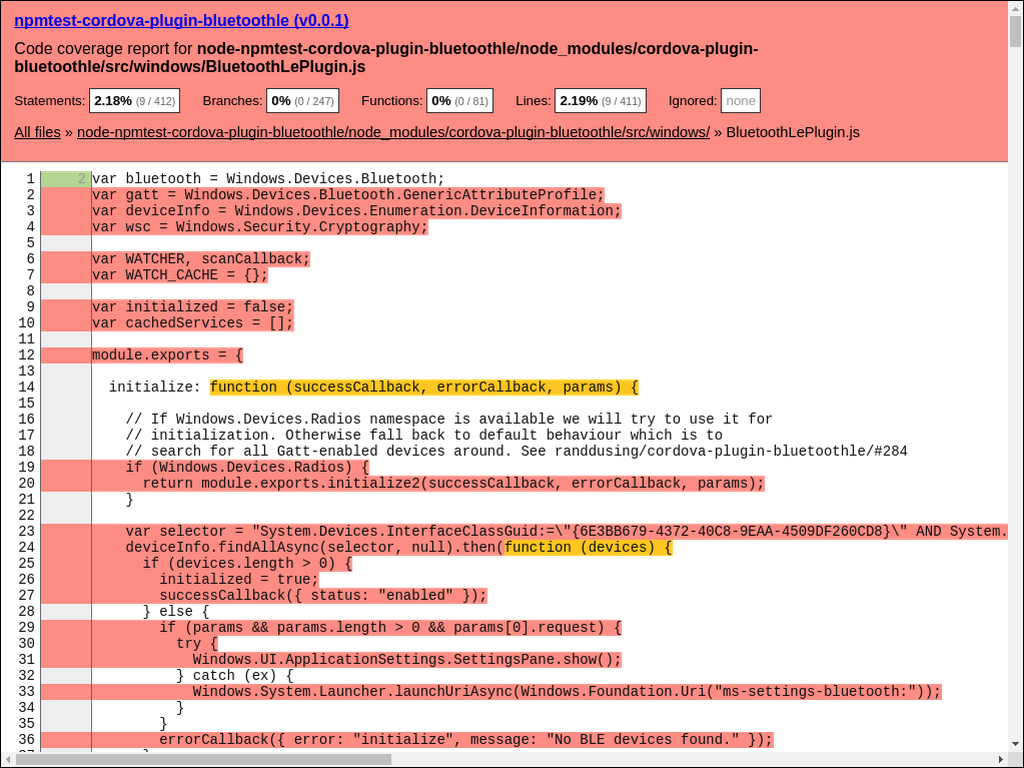 npmtest-cordova-plugin-bluetoothle (v0.0.1)
Code coverage report for node-npmtest-cordova-plugin-bluetoothle/node_modules/cordova-plugin-
bluetoothle/src/windows/BluetoothLePlugin.js
Statements: 2.18% (9 / 412) Branches: 0% (0 / 247) Functions: 0% (0 / 81) Lines: 2.19% (9 / 411) Ignored: none
All files » node-npmtest-cordova-plugin-bluetoothle/node_modules/cordova-plugin-bluetoothle/src/windows/ » BluetoothLePlugin.js
1 2 var bluetooth = Windows.Devices.Bluetooth;
2 var gatt = Windows.Devices.Bluetooth.GenericAttributeProfile;
3 var deviceInfo = Windows.Devices.Enumeration.DeviceInformation;
4 var wsc = Windows.Security.Cryptography;
5
6 var WATCHER, scanCallback;
7 var WATCH_CACHE = {};
8
9 var initialized = false;
10 var cachedServices = [];
11
12 module.exports = {
13
14 initialize: function (successCallback, errorCallback, params) {
15
16 // If Windows.Devices.Radios namespace is available we will try to use it for
17 // initialization. Otherwise fall back to default behaviour which is to
18 // search for all Gatt-enabled devices around. See randdusing/cordova-plugin-bluetoothle/#284
19 if (Windows.Devices.Radios) {
20 return module.exports.initialize2(successCallback, errorCallback, params);
21 }
22
23 var selector = "System.Devices.InterfaceClassGuid:=\"{6E3BB679-4372-40C8-9EAA-4509DF260CD8}\" AND System.
24 deviceInfo.findAllAsync(selector, null).then(function (devices) {
25 if (devices.length > 0) {
26 initialized = true;
27 successCallback({ status: "enabled" });
28 } else {
29 if (params && params.length > 0 && params[0].request) {
30 try {
31 Windows.UI.ApplicationSettings.SettingsPane.show();
32 } catch (ex) {
33 Windows.System.Launcher.launchUriAsync(Windows.Foundation.Uri("ms-settings-bluetooth:"));
34 }
35 }
36 errorCallback({ error: "initialize", message: "No BLE devices found." });